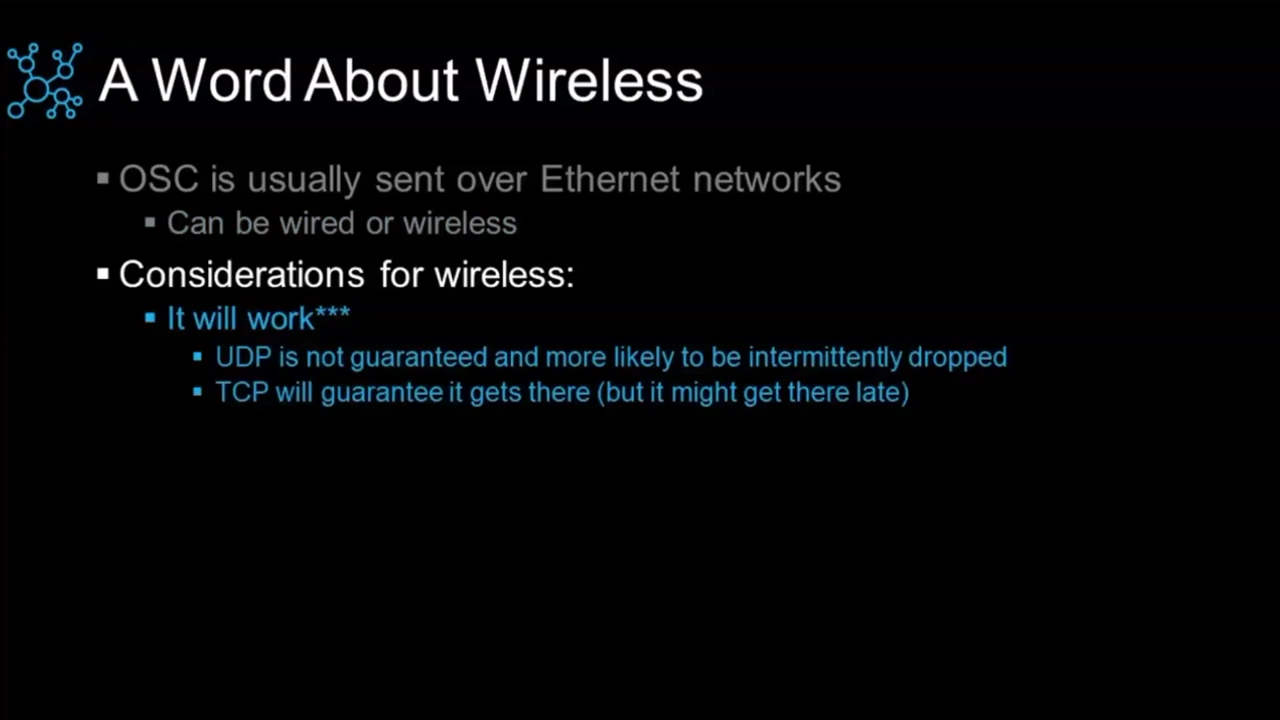 A Word About Wireless
▪ OSC is usually sent over Ethernet networks
▪ Can be wired or wireless
▪ Considerations for wireless:
▪ It will work***
▪ UDP is not guaranteed and more likely to be intermittently dropped
▪ TCP will guarantee it gets there (but it might get there late)